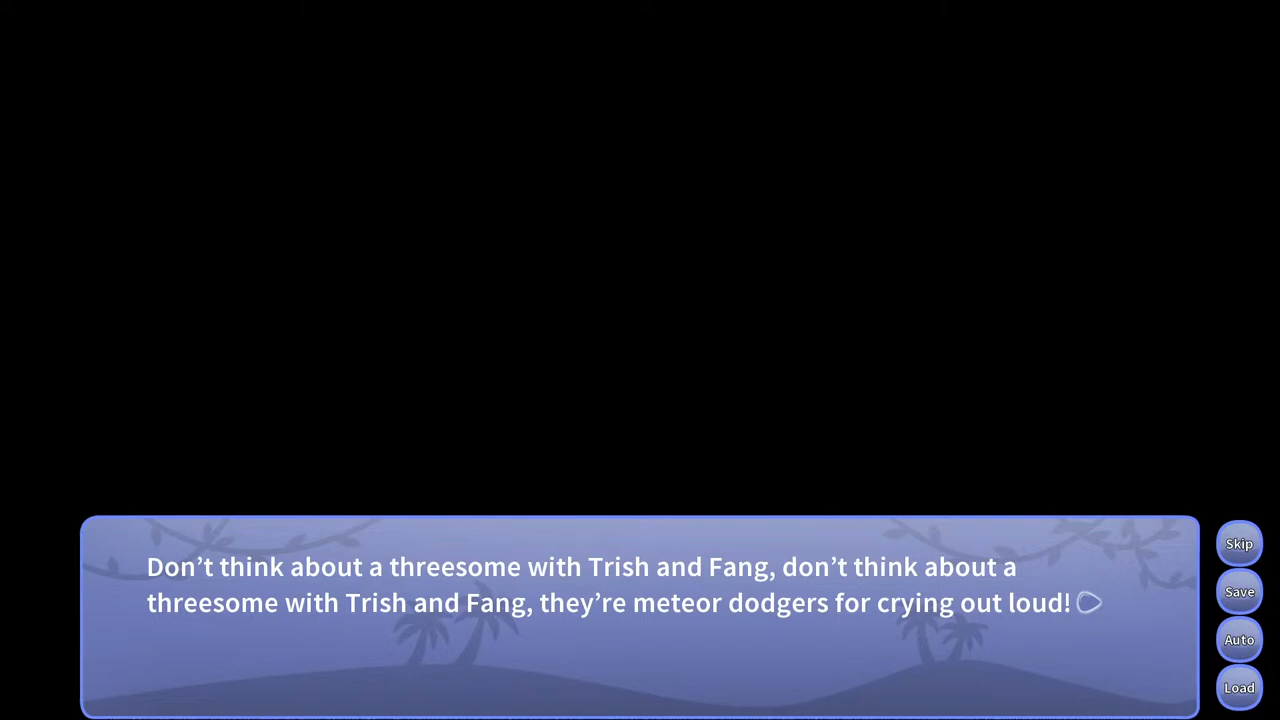 Don’t think about a threesome with Trish and Fang, don’t think about a
threesome with Trish and Fang, they’re meteor dodgers for crying out loud!
Skip
Save
Auto
Load